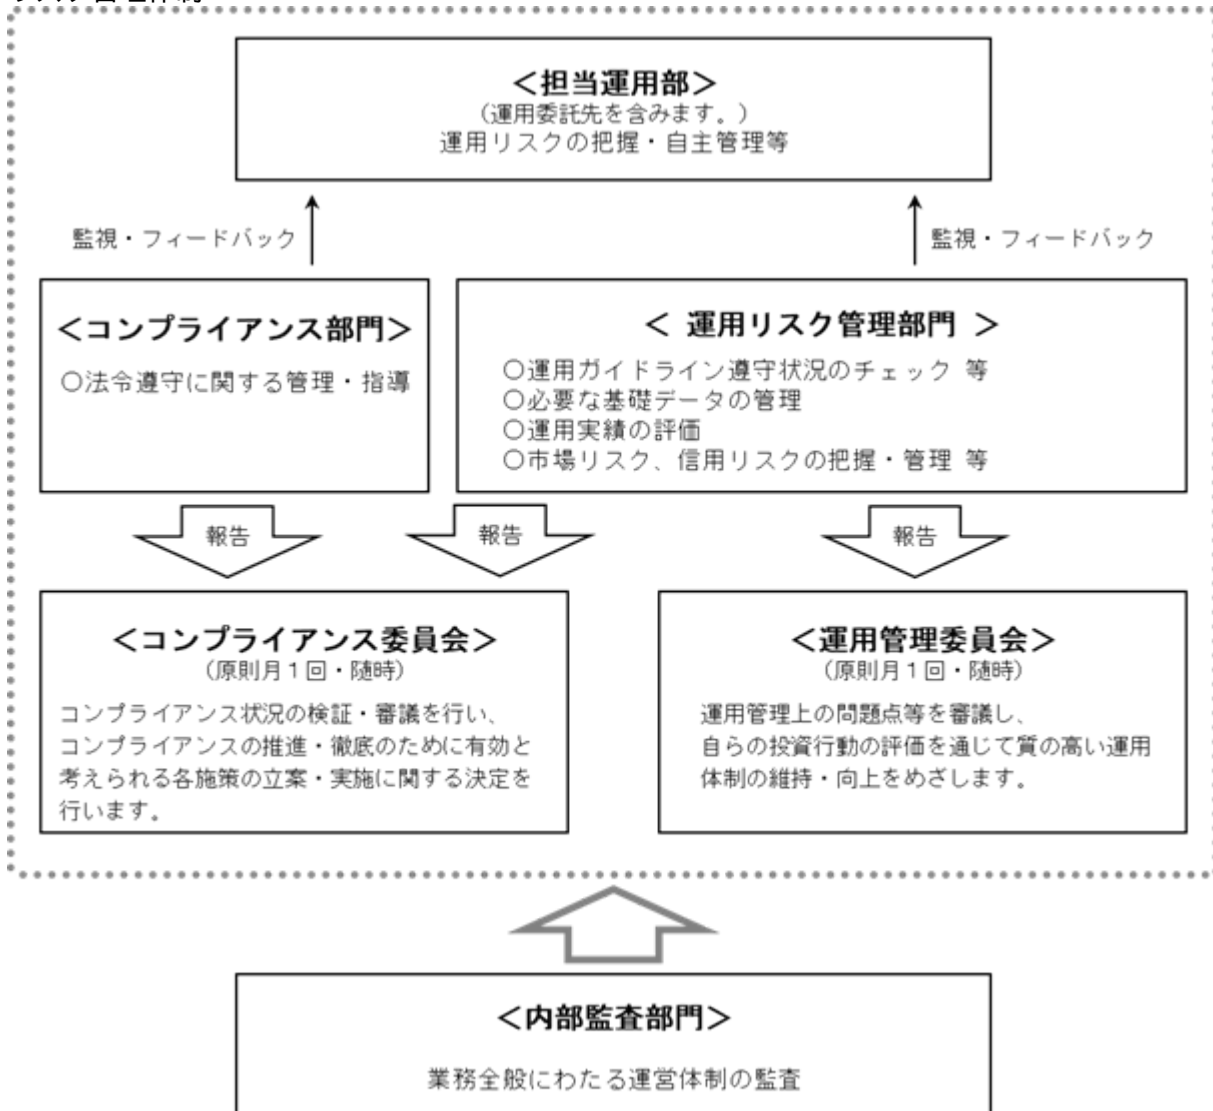 ＜担当運用部＞
（運用委託先を含みます。）
運用リスクの把握・自主管理等
監視・フィードバック
監視・フィードバック
＜コンプライアンス部門＞
○法令遵守に関する管理・指導
＜ 運用リスク管理部門 ＞
○運用ガイドライン遵守状況のチェック 等
○必要な基礎データの管理
○運用実績の評価
○市場リスク、信用リスクの把握・管理 等
報告
報告
報告
＜コンプライアンス委員会＞
（原則月１回・随時）
コンプライアンス状況の検証・審議を行い、
コンプライアンスの推進・徹底のために有効と
考えられる各施策の立案・実施に関する決定を
行います。
＜運用管理委員会＞
（原則月１回・随時）
運用管理上の問題点等を審議し、
自らの投資行動の評価を通じて質の高い運用
体制の維持・向上をめざします。
＜内部監査部門＞
業務全般にわたる運営体制の監査